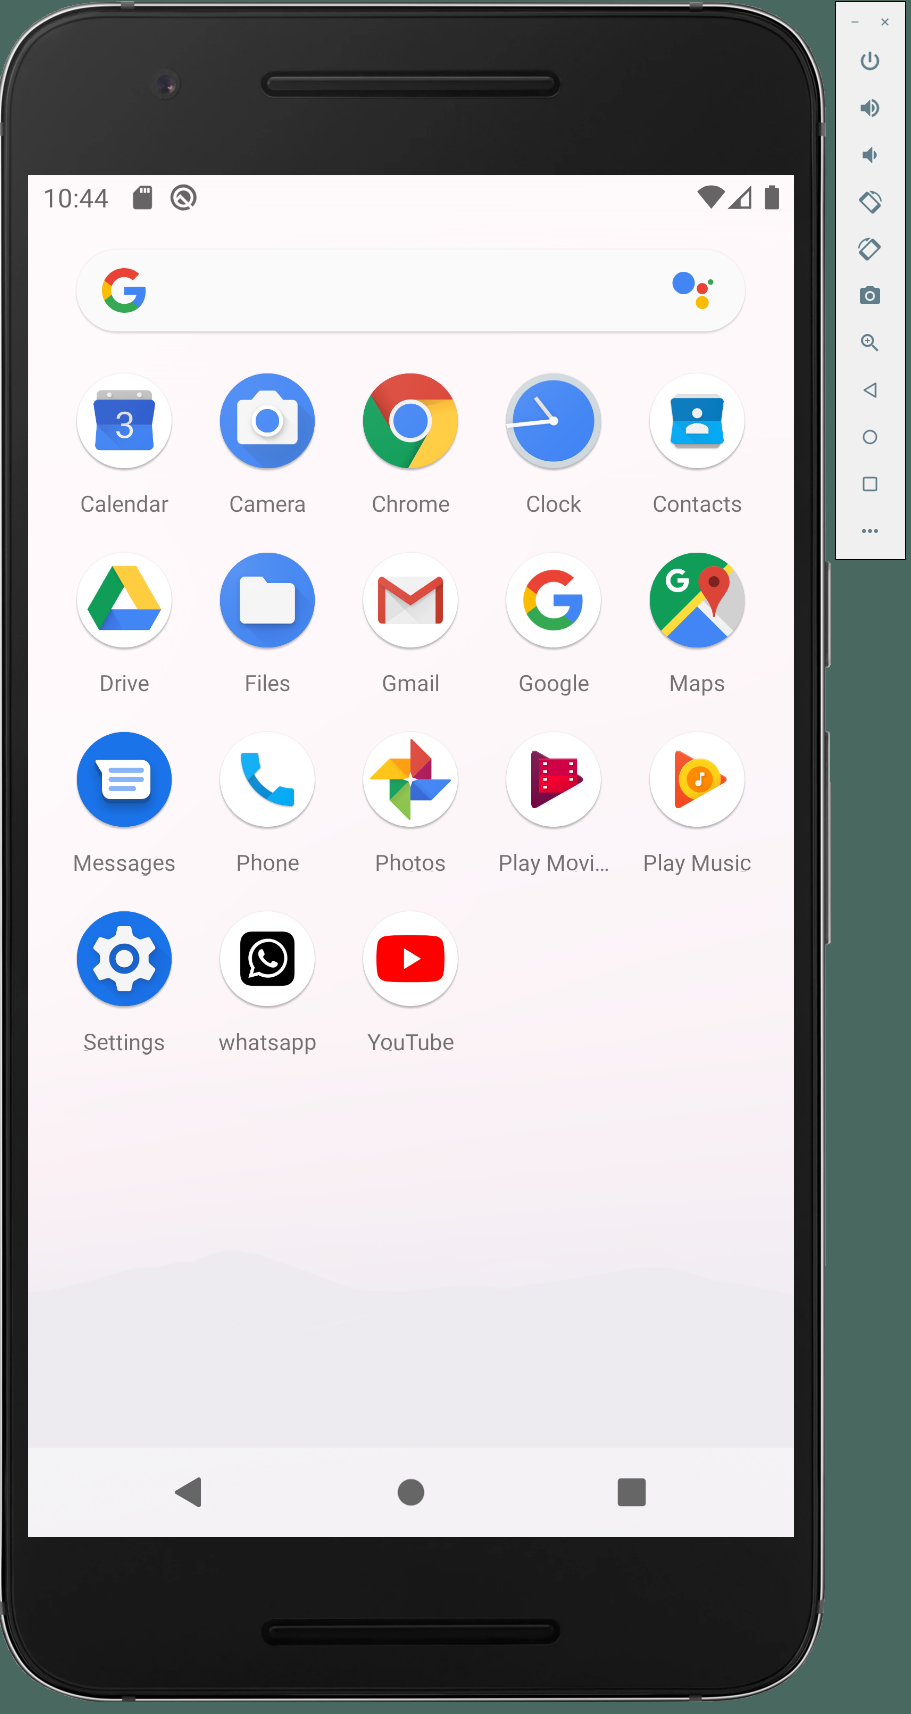 10:44
3
Calendar Camera Chrome Clock Contacts
G
Drive Files Gmail Google Maps
Messages Phone Photos Play Movi... Play Music
Settings whatsapp YouTube